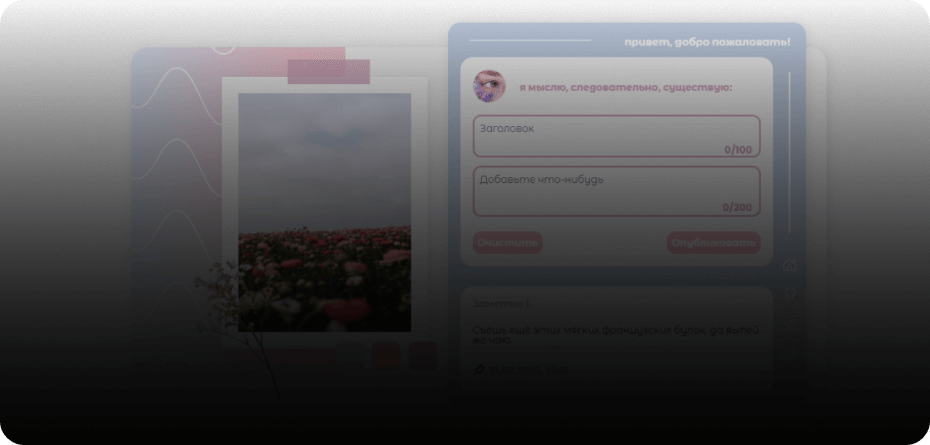 привет, добро пожаловать!
я мыслю, следовательно, существую:
Заголовок
0/100
Добавьте что-нибудь
0/200
Очистить
Опубликовать
Заметка 1.
Съешь ещё этих мягких французских булок, да выпей
же чаю.